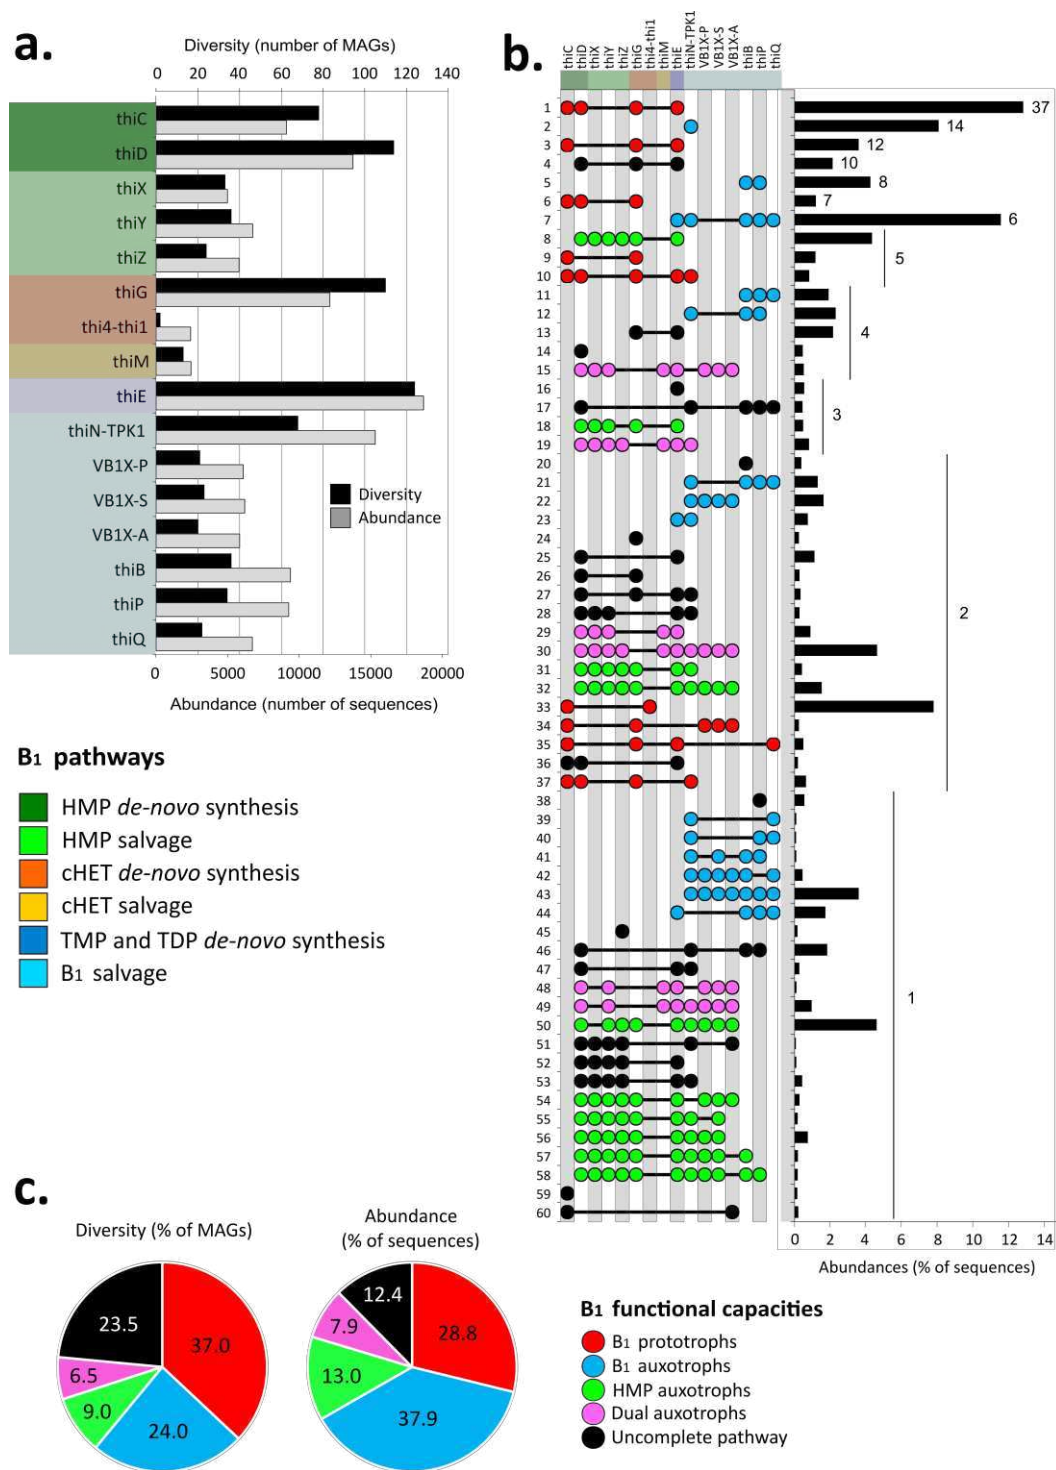 a.
Diversity (number of MAGs)
0 20 40 60 80 100 120 140
thiC
thiD
thiX
thiY
thiZ
thiG
thi4-thi1
thiM
thiE
thiN-TPK1
VB1X-P
VB1X-S
VB1X-A
thiB
thiP
thiQ
Diversity
Abundance
0 5000 10000 15000 20000
Abundance (number of sequences)
B1 pathways
HMP de-novo synthesis
HMP salvage
cHET de-novo synthesis
cHET salvage
TMP and TDP de-novo synthesis
B1 salvage
b.
thiC
thiD
thiX
thiY
thiZ
thiG
thi4-thi1
thiM
thiE
thiN-TPK1
VB1X-P
VB1X-S
VB1X-A
thiB
thiP
thiQ
1 37
2 14
3 12
4 10
5 8
6 7
7 6
8
9 5
10
11
12
13 4
14
15
16
17 3
18
19
20
21
22
23
24
25
26
27
28 2
29
30
31
32
33
34
35
36
37
38
39
40
41
42
43
44
45
46
47
48
49 1
50
51
52
53
54
55
56
57
58
59
60
0 2 4 6 8 10 12 14
Abundances (% of sequences)
B1 functional capacities
B1 prototrophs
B1 auxotrophs
HMP auxotrophs
Dual auxotrophs
Uncomplete pathway
c.
Diversity (% of MAGs)
23.5
37.0
6.5
9.0
24.0
Abundance
(% of sequences)
12.4
7.9
28.8
13.0
37.9